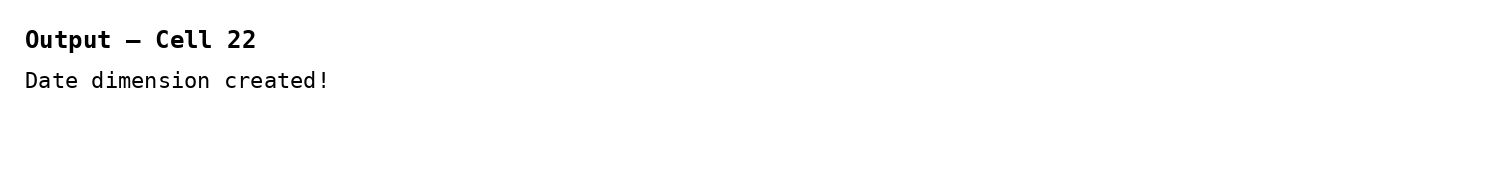 Output — Cell 22
Date dimension created!